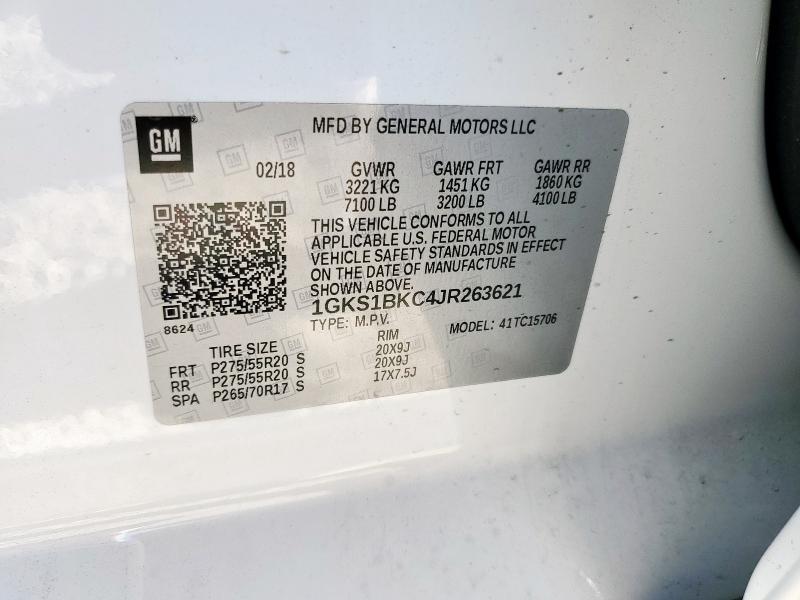 GM
MFD BY GENERAL MOTORS LLC
02/18 GVWR GAWR FRT GAWR RR
3221 KG 1451 KG 1860 KG
7100 LB 3200 LB 4100 LB
THIS VEHICLE CONFORMS TO ALL
APPLICABLE U.S. FEDERAL MOTOR
VEHICLE SAFETY STANDARDS IN EFFECT
ON THE DATE OF MANUFACTURE
SHOWN ABOVE.
1GKS1BKC4JR263621
8624
TYPE: M.P.V. MODEL: 41TC15706
TIRE SIZE RIM
FRT P275/55R20 S 20X9J
RR P275/55R20 S 20X9J
SPA P265/70R17 S 17X7.5J